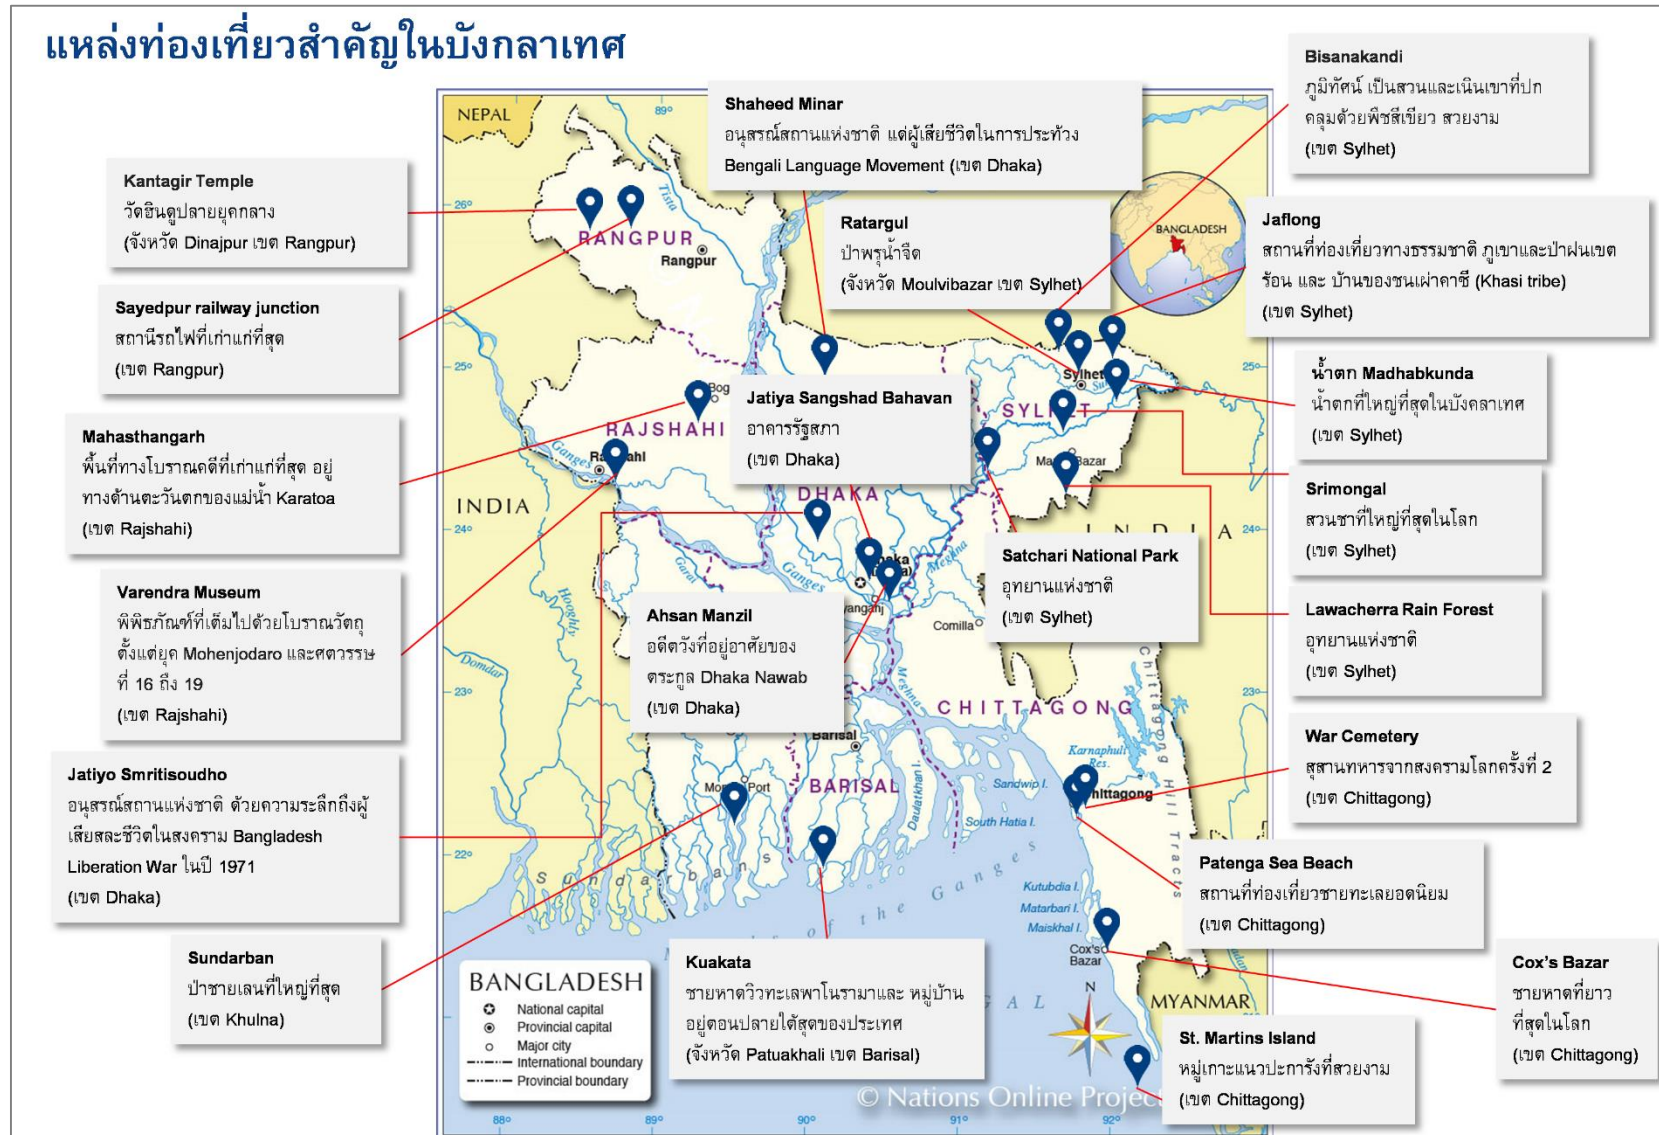 แหล่งท่องเที่ยวสำคัญในบังกลาเทศ
Bisanakandi
ภูมิทัศน์ เป็นสวนและเนินเขาที่ปก
คลุมด้วยพืชสีเขียว สวยงาม
(เขต Sylhet)
Shaheed Minar
อนุสรณ์สถานแห่งชาติ แด่ผู้เสียชีวิตในการประท้วง
Bengali Language Movement (เขต Dhaka)
Kantagir Temple
วัดฮินดูปลายยุคกลาง
(จังหวัด Dinajpur เขต Rangpur)
Ratargul
ป่าพรุน้ำจืด
(จังหวัด Moulvibazar เขต Sylhet)
Jaflong
สถานที่ท่องเที่ยวทางธรรมชาติ ภูเขาและป่าฝนเขต
ร้อน และ บ้านของชนเผ่าคาซี (Khasi tribe)
(เขต Sylhet)
Sayedpur railway junction
สถานีรถไฟที่เก่าแก่ที่สุด
(เขต Rangpur)
น้ำตก Madhabkunda
น้ำตกที่ใหญ่ที่สุดในบังคลาเทศ
(เขต Sylhet)
Jatiya Sangshad Bahavan
อาคารรัฐสภา
(เขต Dhaka)
Mahasthangarh
พื้นที่ทางโบราณคดีที่เก่าแก่ที่สุด อยู่
ทางด้านตะวันตกของแม่น้ำ Karatoa
(เขต Rajshahi)
Srimongal
สวนชาที่ใหญ่ที่สุดในโลก
(เขต Sylhet)
Satchari National Park
อุทยานแห่งชาติ
(เขต Sylhet)
Varendra Museum
พิพิธภัณฑ์ที่เต็มไปด้วยโบราณวัตถุ
ตั้งแต่ยุค Mohenjodaro และศตวรรษ
ที่ 16 ถึง 19
(เขต Rajshahi)
Ahsan Manzil
อดีตวังที่อยู่อาศัยของ
ตระกูล Dhaka Nawab
(เขต Dhaka)
Lawacherra Rain Forest
อุทยานแห่งชาติ
(เขต Sylhet)
War Cemetery
สุสานทหารจากสงครามโลกครั้งที่ 2
(เขต Chittagong)
Jatiyo Smritisoudho
อนุสรณ์สถานแห่งชาติ ด้วยความระลึกถึงผู้
เสียสละชีวิตในสงคราม Bangladesh
Liberation War ในปี 1971
(เขต Dhaka)
Patenga Sea Beach
สถานที่ท่องเที่ยวชายทะเลยอดนิยม
(เขต Chittagong)
Sundarban
ป่าชายเลนที่ใหญ่ที่สุด
(เขต Khulna)
Kuakata
ชายหาดวิวทะเลพาโนรามาและ หมู่บ้าน
อยู่ตอนปลายใต้สุดของประเทศ
(จังหวัด Patuakhali เขต Barisal)
Cox's Bazar
ชายหาดที่ยาว
ที่สุดในโลก
(เขต Chittagong)
St. Martins Island
หมู่เกาะแนวปะการังที่สวยงาม
(เขต Chittagong)
NEPAL
89°
26°
Tista
RANGPUR
Rangpur
BANGLADESH
25°
25°
Sylhet
SYLHET
RAJSHAHI
Ganges
INDIA
24°
24°
INDIA
DHAKA
Ganges
Meghna
Garai
Hooghly
Comilla
Domdar
23°
23°
Meghna
CHITTAGONG
Chittagong Hill Tracts
Karnaphuli
Res.
Barisal
BARISAL
Sandwip I.
Chittagong
Daulatkhan I.
South Hatia I.
22°
22°
Sundarbans
of the Ganges
Kutubdia I.
Matarbari I.
Maiskhal I.
Cox's
Bazar
MYANMAR
N
BANGLADESH
National capital
Provincial capital
Major city
International boundary
Provincial boundary
© Nations Online Project
88°
89°
90°
91°
92°